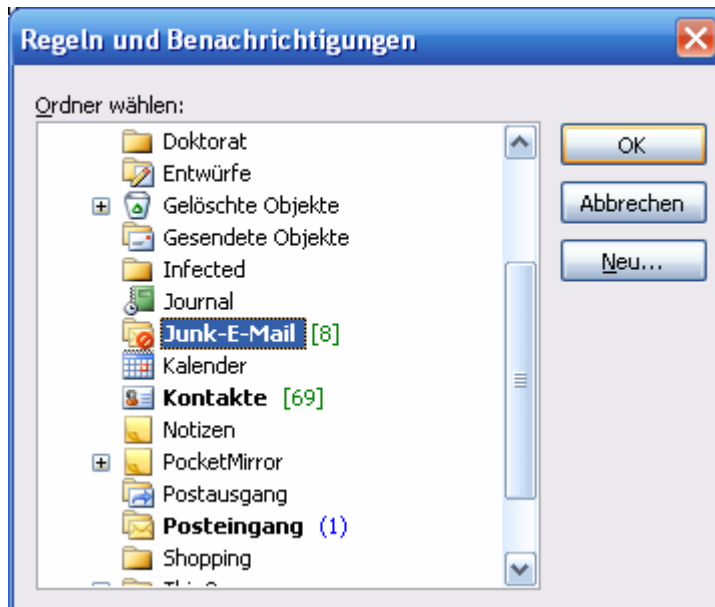 Regeln und Benachrichtigungen
Ordner wählen:
Doktorat
Entwürfe
Gelöschte Objekte
Gesendete Objekte
Infected
Journal
Junk-E-Mail [8]
Kalender
Kontakte [69]
Notizen
PocketMirror
Postausgang
Posteingang (1)
Shopping
OK
Abbrechen
Neu...